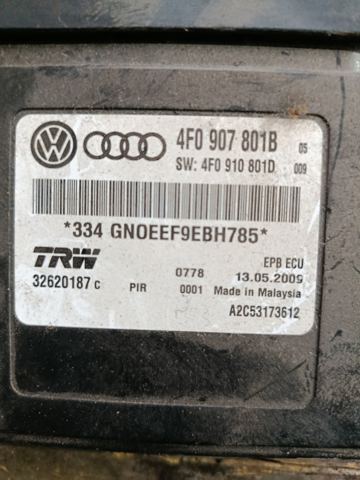 4F0 907 801B 05
SW: 4F0 910 801D 009
*334 GNOEEF9EBH785*
TRW EPB ECU
0778 13.05.2009
32620187 C PIR 0001 Made in Malaysia
A2C53173612